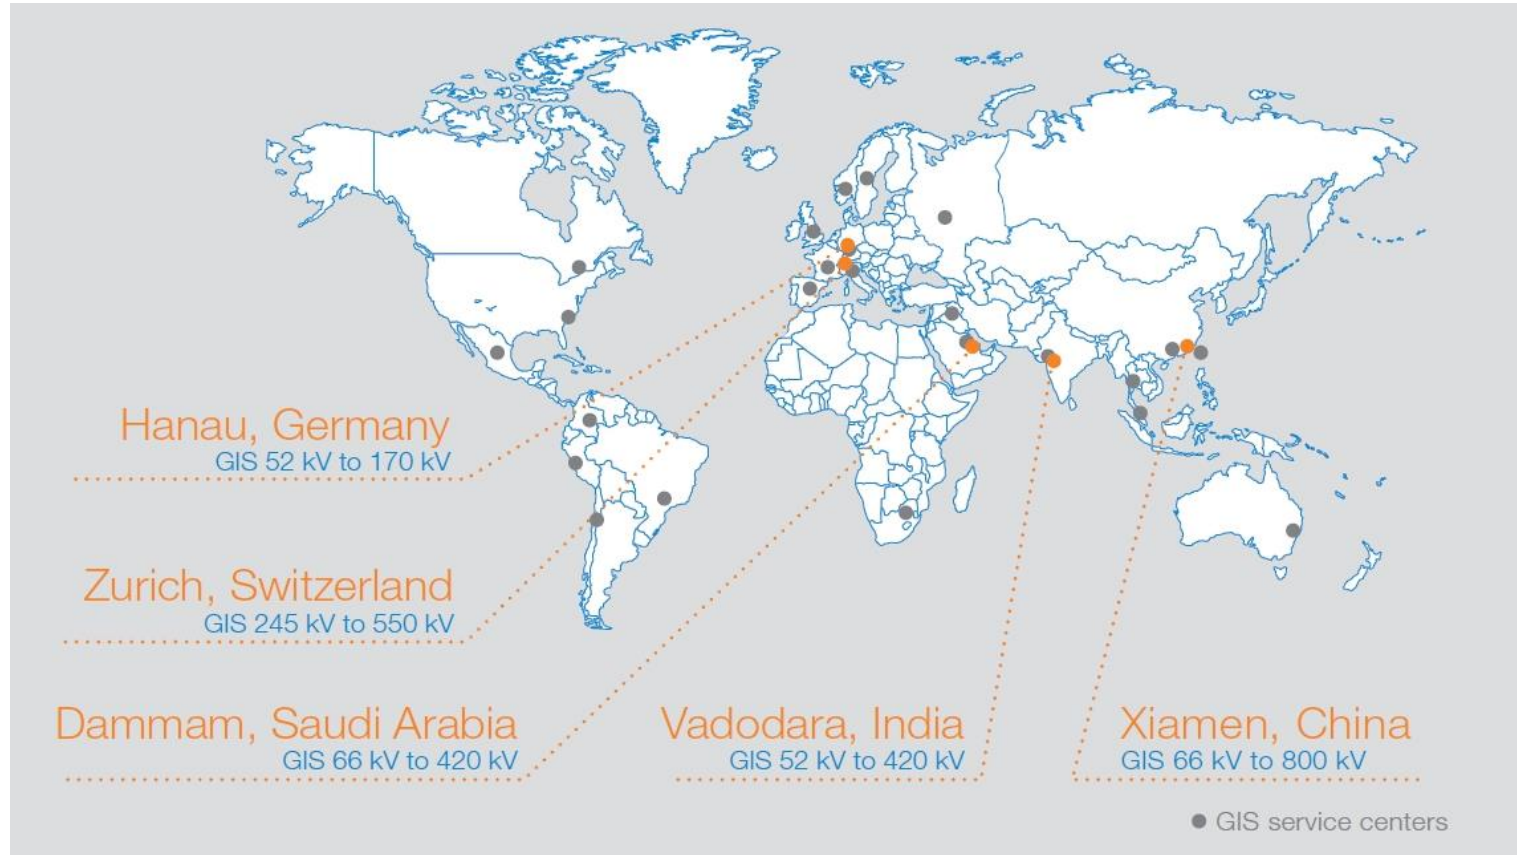 Hanau, Germany
GIS 52 kV to 170 kV
Zurich, Switzerland
GIS 245 kV to 550 kV
Dammam, Saudi Arabia
GIS 66 kV to 420 kV
Vadodara, India
GIS 52 kV to 420 kV
Xiamen, China
GIS 66 kV to 800 kV
GIS service centers